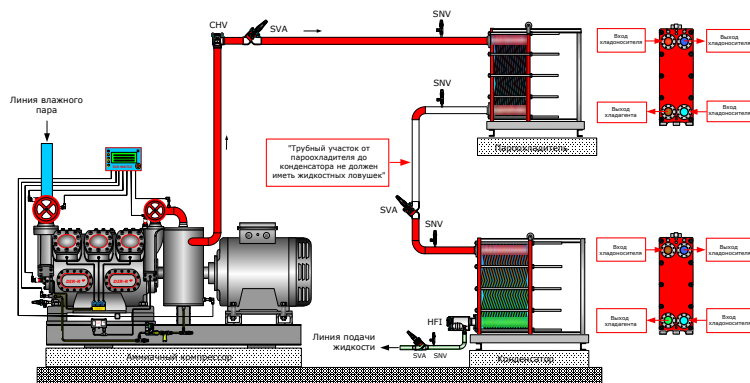 CHV
SVA
SNV
Вход
хладоносителя
Выход
хладоносителя
Линия влажного
пара
SNV
Выход
хладагента
Вход
хладоносителя
Пароохладитель
"Трубный участок от
пароохладителя до
конденсатора не должен
иметь жидкостных ловушек"
SVA
SNV
Вход
хладоносителя
Выход
хладоносителя
DEN-R
DEN-R
HFI
Выход
хладагента
Вход
хладоносителя
Линия подачи
жидкости
SVA
SNV
Аммиачный компрессор
Конденсатор